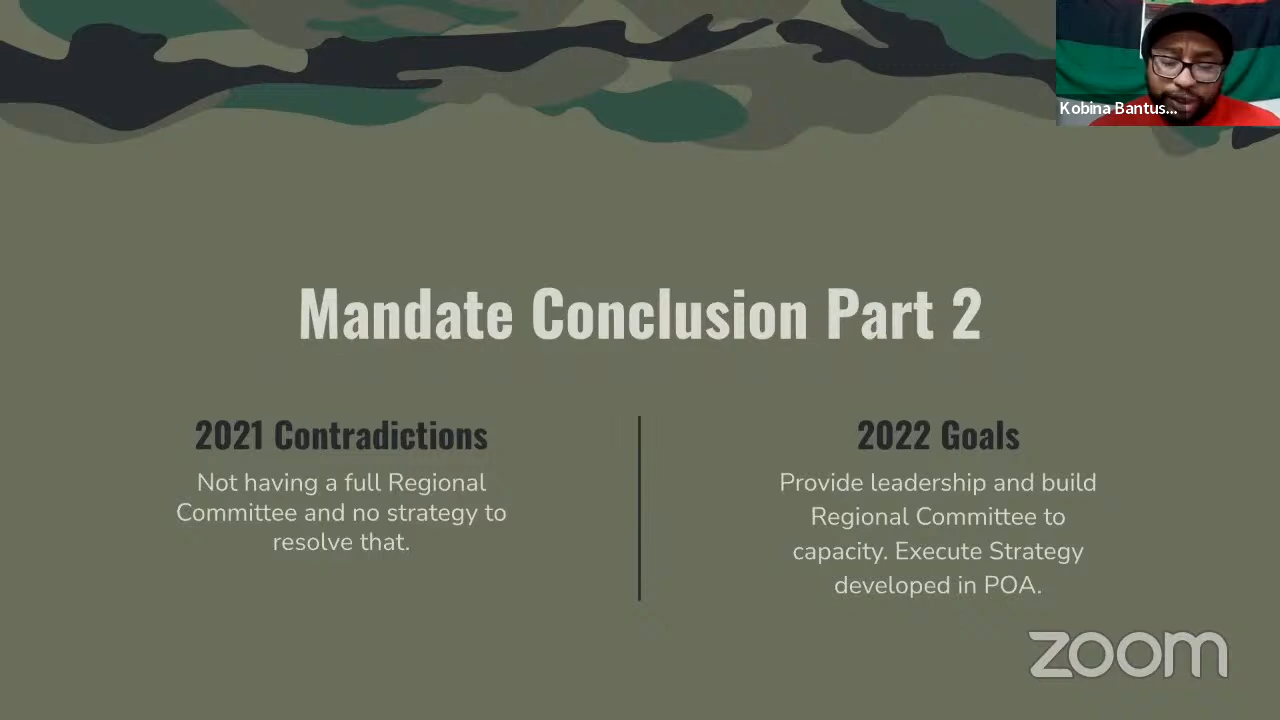 Kobina Bantus...
Mandate Conclusion Part 2
2021 Contradictions
Not having a full Regional
Committee and no strategy to
resolve that.
2022 Goals
Provide leadership and build
Regional Committee to
capacity. Execute Strategy
developed in POA.
zoom